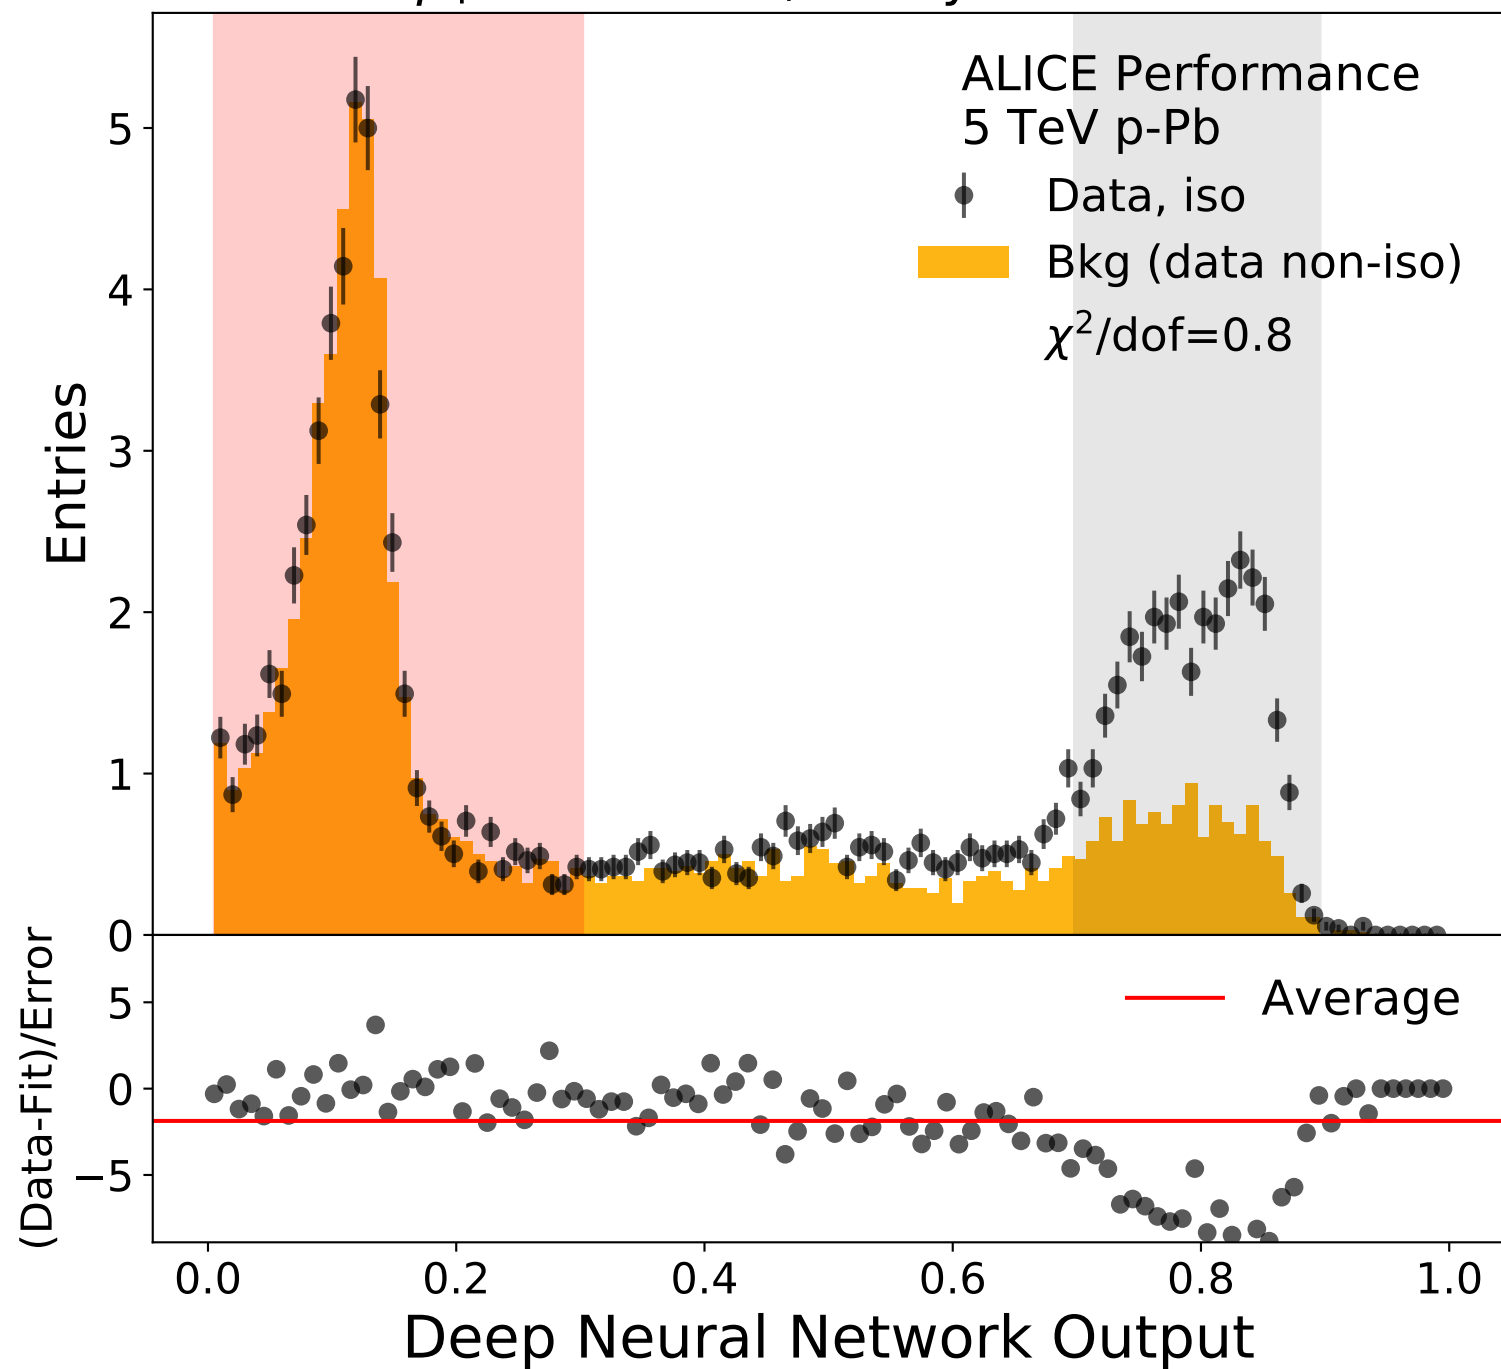 ALICE Performance
5 TeV p-Pb
Data, iso
Bkg (data non-iso)
χ²/dof=0.8
Entries
5
4
3
2
1
0
Average
(Data-Fit)/Error
5
0
−5
0.0 0.2 0.4 0.6 0.8 1.0
Deep Neural Network Output